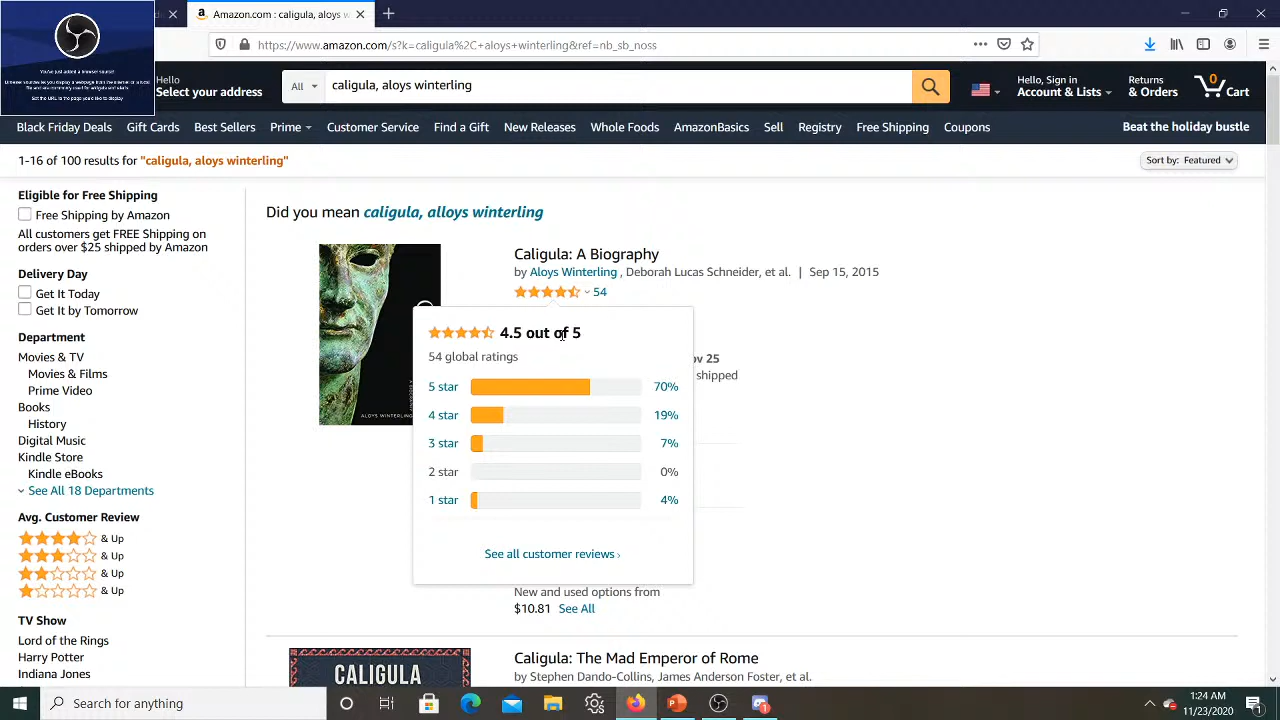 You've just added a browser source!
Amazon.com : caligula, aloys w
https://www.amazon.com/s?k=caligula%2C+aloys+winterling&ref=nb_sb_noss
Hello
Select your address
All
caligula, aloys winterling
Hello, Sign in
Account & Lists
Returns
& Orders
0
Cart
Black Friday Deals
Gift Cards
Best Sellers
Prime
Customer Service
Find a Gift
New Releases
Whole Foods
AmazonBasics
Sell
Registry
Free Shipping
Coupons
Beat the holiday bustle
1-16 of 100 results for "caligula, aloys winterling"
Sort by: Featured
Eligible for Free Shipping
Free Shipping by Amazon
All customers get FREE Shipping on
orders over $25 shipped by Amazon
Delivery Day
Get It Today
Get It by Tomorrow
Department
Movies & TV
Movies & Films
Prime Video
Books
History
Digital Music
Kindle Store
Kindle eBooks
See All 18 Departments
Avg. Customer Review
& Up
& Up
& Up
& Up
TV Show
Lord of the Rings
Harry Potter
Indiana Jones
Did you mean caligula, alloys winterling
ALOYS WINTERLING
Caligula: A Biography
by Aloys Winterling , Deborah Lucas Schneider, et al. | Sep 15, 2015
54
4.5 out of 5
54 global ratings
5 star 70%
4 star 19%
3 star 7%
2 star 0%
1 star 4%
See all customer reviews
ov 25
shipped
New and used options from
$10.81 See All
CALIGULA
Caligula: The Mad Emperor of Rome
by Stephen Dando-Collins, James Anderson Foster, et al.
Search for anything
1:24 AM
11/23/2020